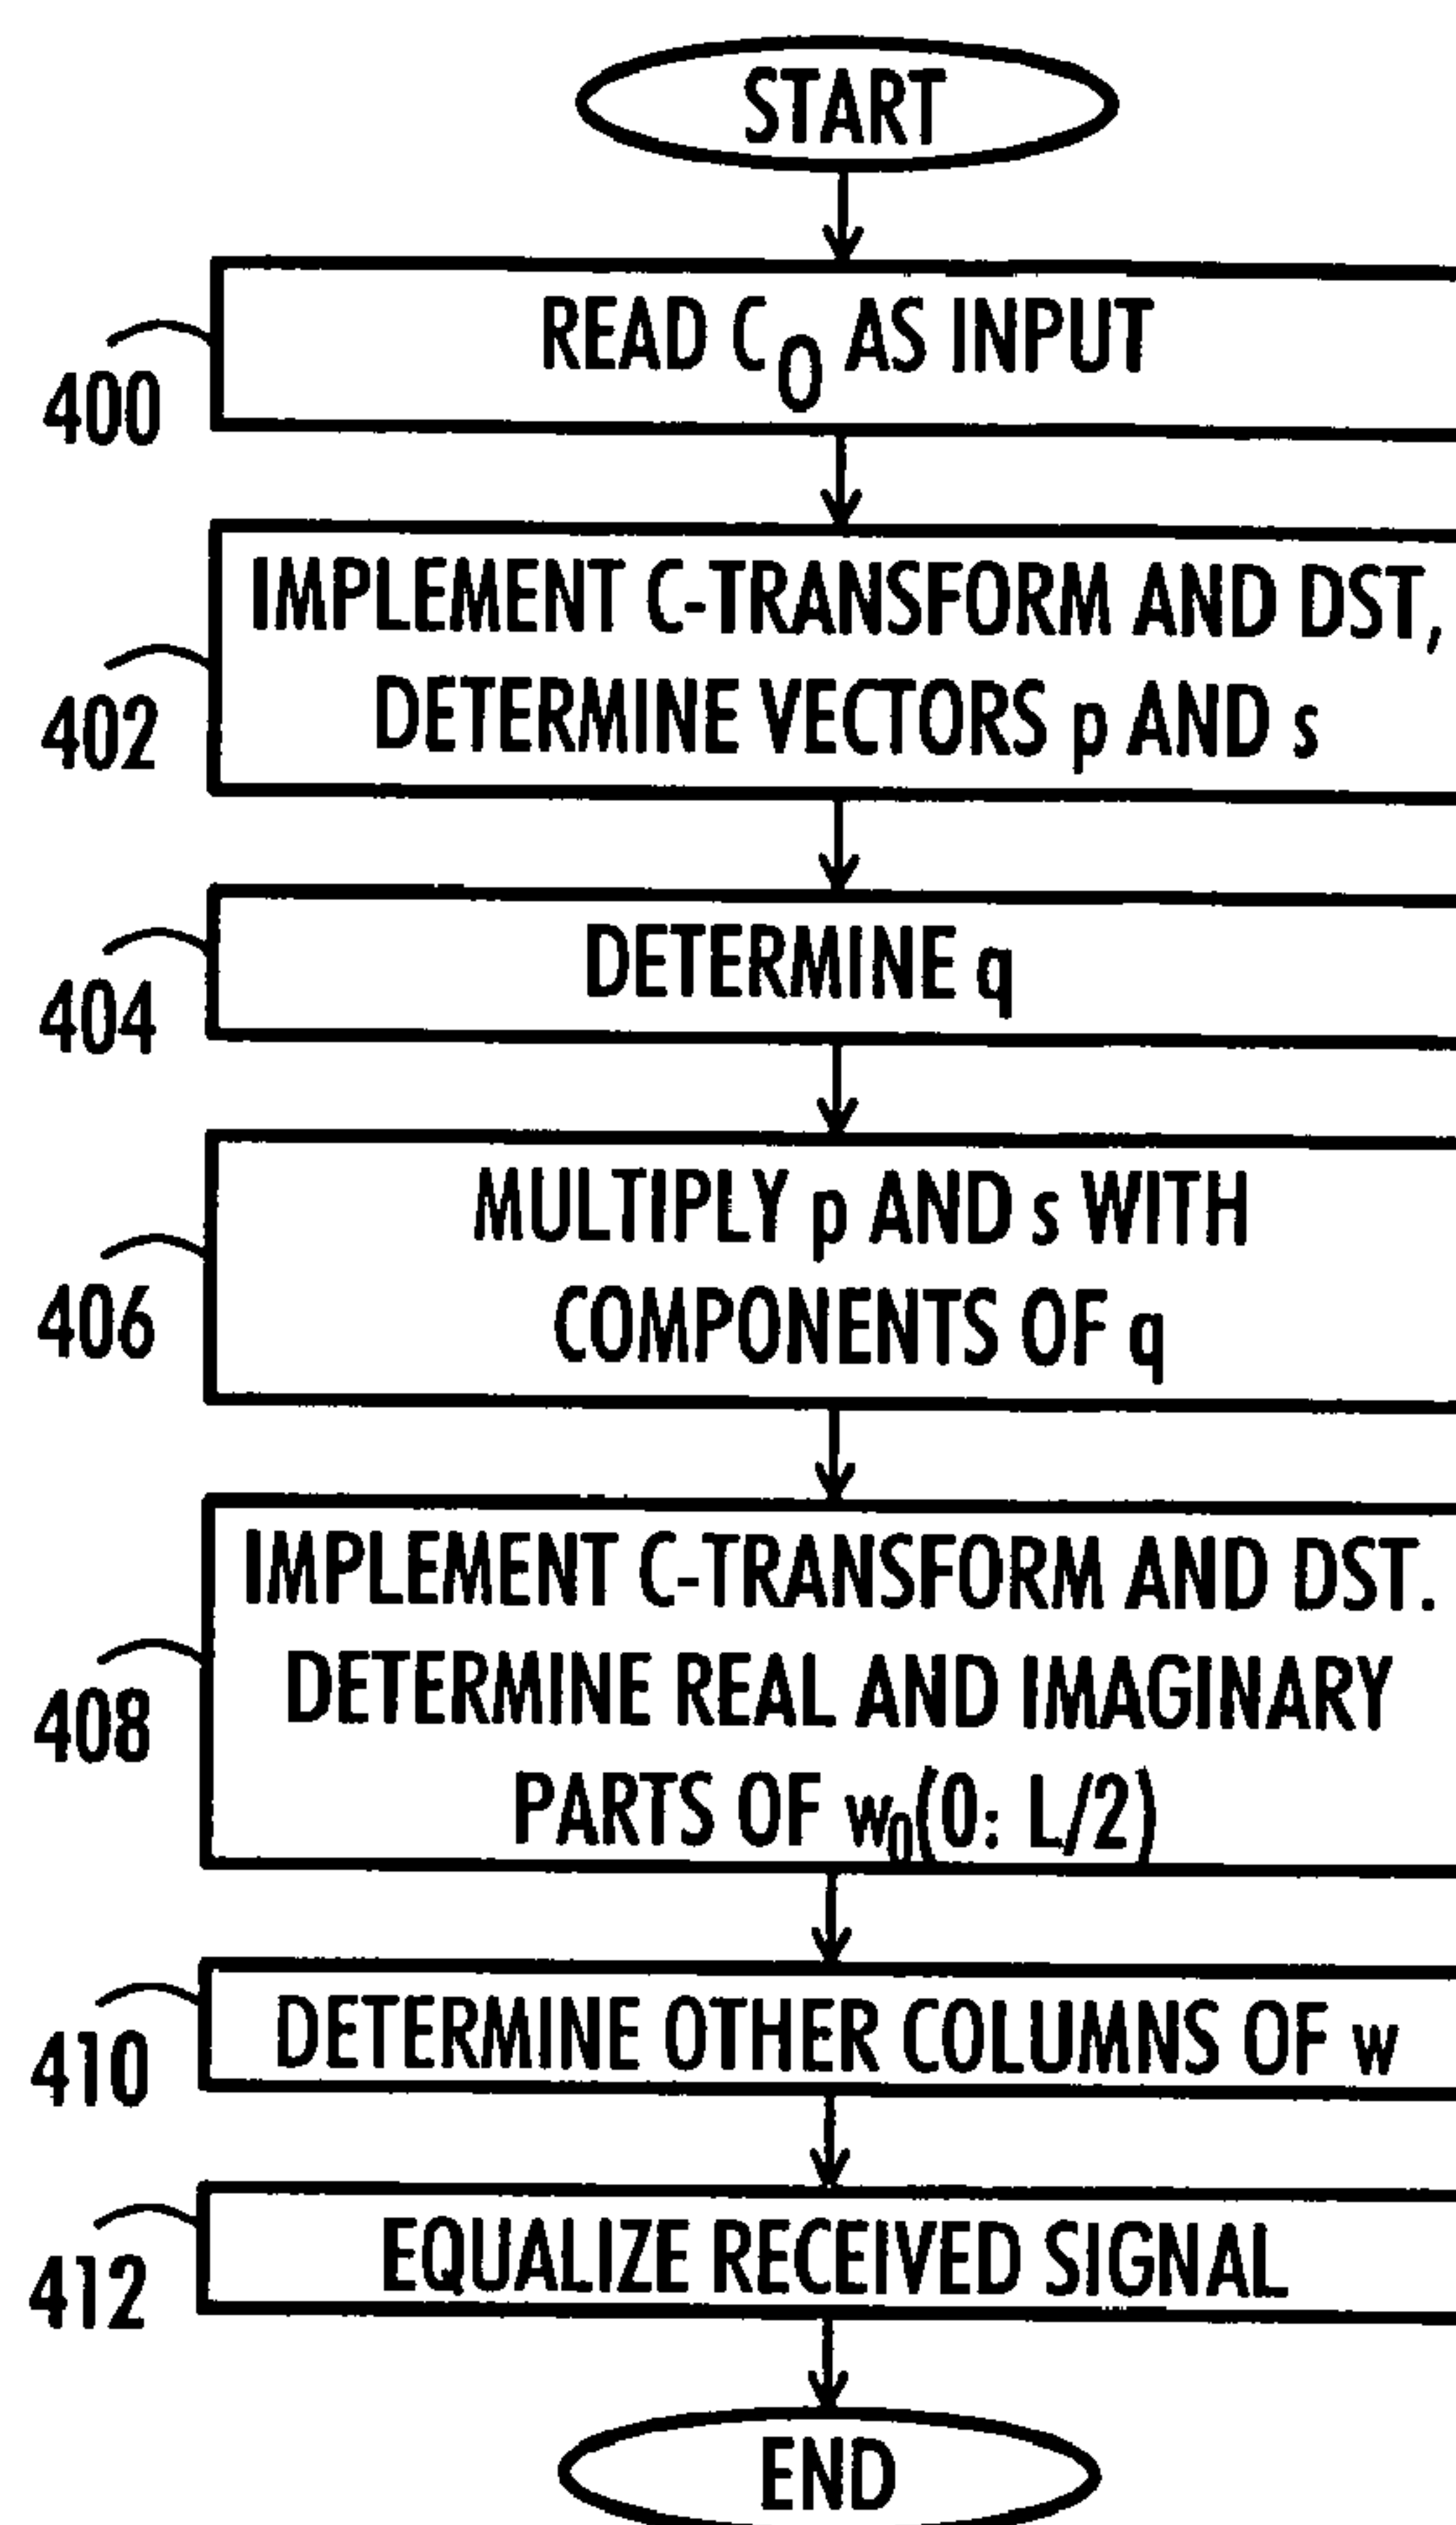 START
READ C0 AS INPUT
400
IMPLEMENT C-TRANSFORM AND DST,
DETERMINE VECTORS p AND s
402
DETERMINE q
404
MULTIPLY p AND s WITH
COMPONENTS OF q
406
IMPLEMENT C-TRANSFORM AND DST.
DETERMINE REAL AND IMAGINARY
PARTS OF w0(0: L/2)
408
DETERMINE OTHER COLUMNS OF w
410
EQUALIZE RECEIVED SIGNAL
412
END